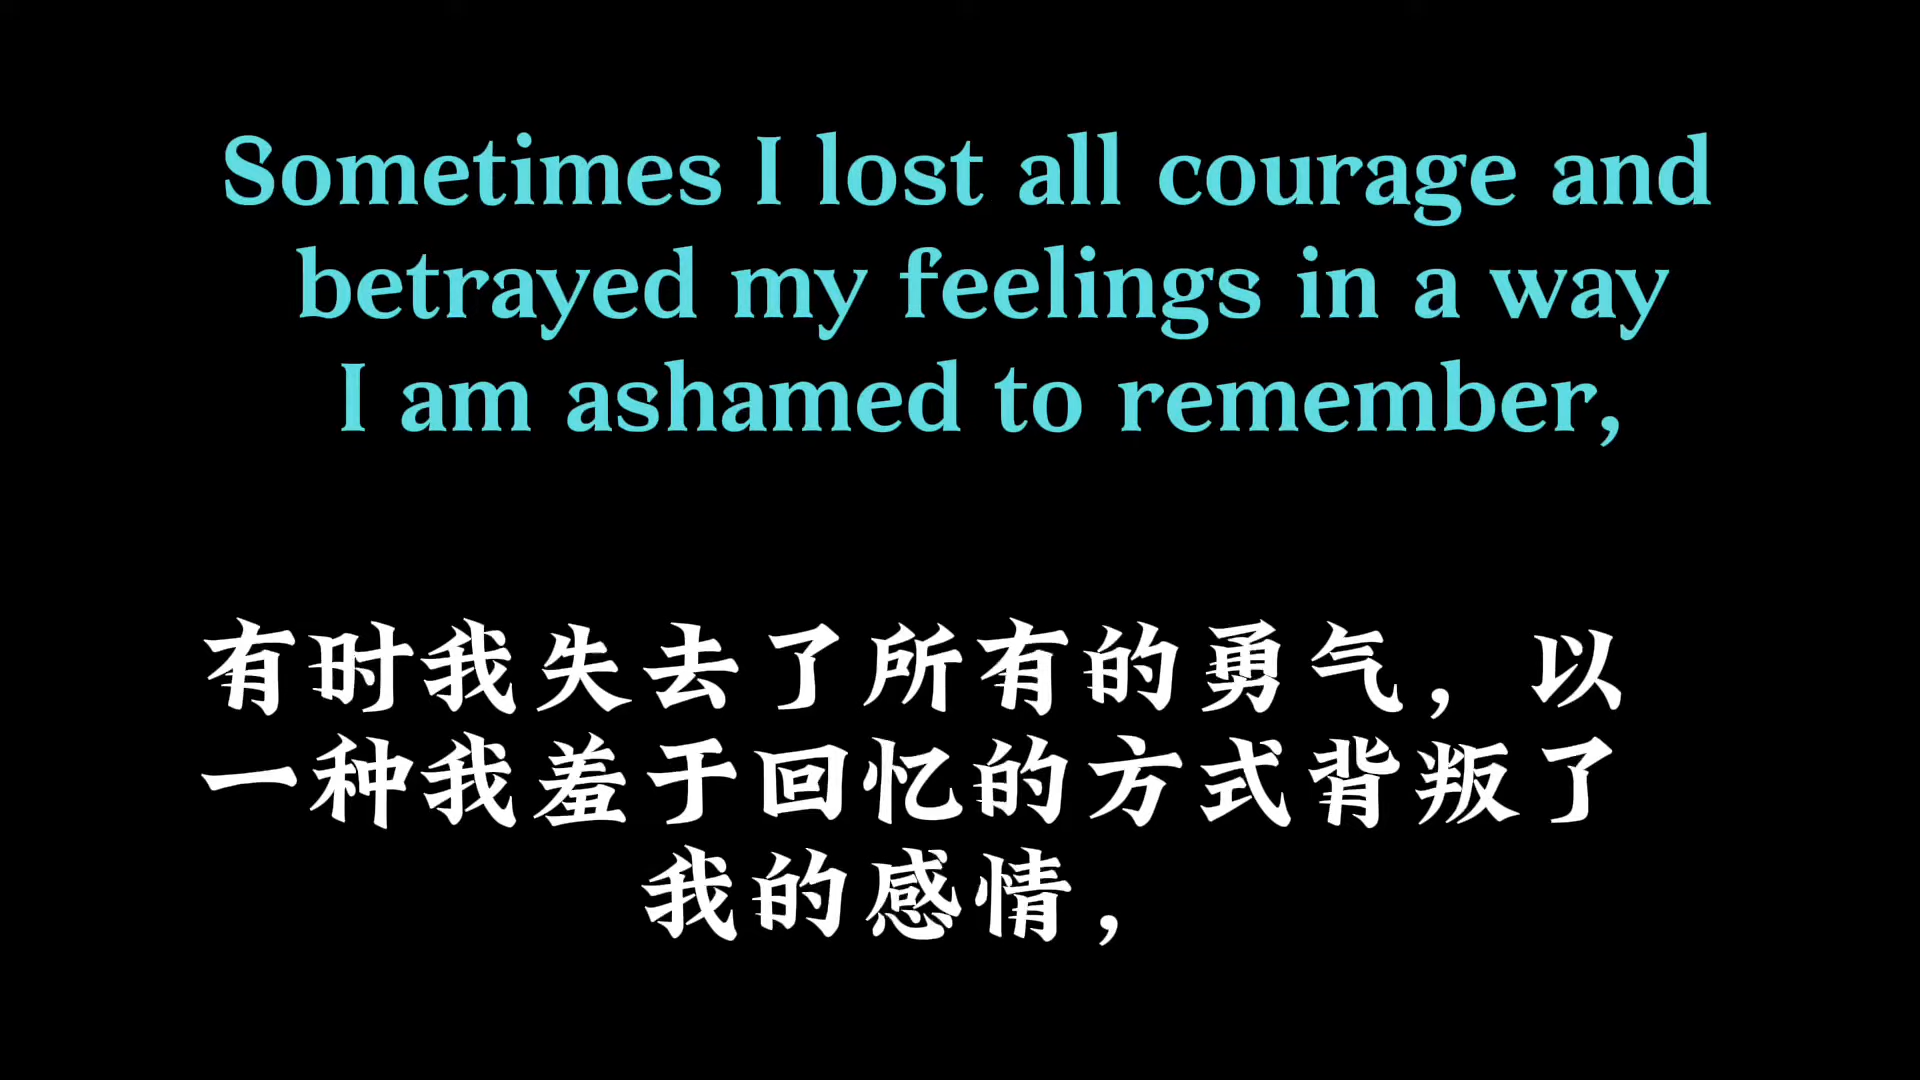 Sometimes I lost all courage and
betrayed my feelings in a way
I am ashamed to remember,
有时我失去了所有的勇气，以
一种我羞于回忆的方式背叛了
我的感情，